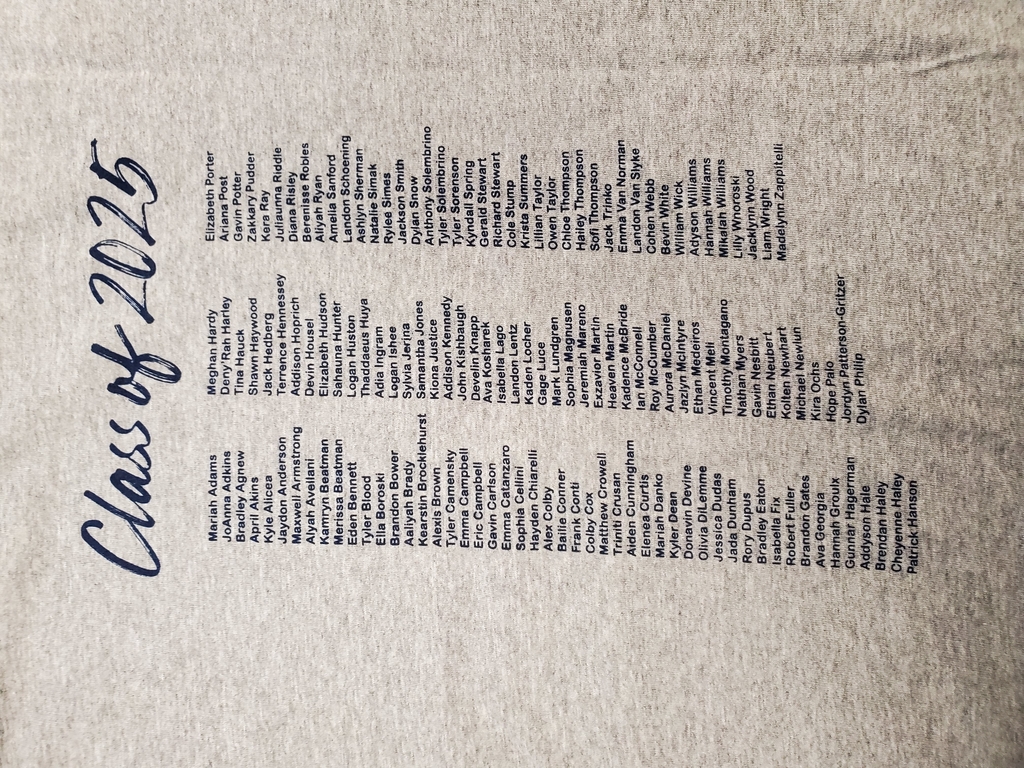 Class of 2025
Mariah Adams
JoAnna Adkins
Bradley Agnew
April Akins
Kyle Alicea
Jaydon Anderson
Maxwell Armstrong
Alyah Avellani
Kamryn Beatman
Merissa Beatman
Eden Bennett
Tyler Blood
Ella Boroski
Brandon Bower
Aaliyah Brady
Kearstin Brocklehurst
Alexis Brown
Tyler Camensky
Emma Campbell
Eric Campbell
Gavin Carlson
Emma Catanzaro
Sophia Cellini
Hayden Chiarelli
Alex Colby
Bailie Conner
Frank Conti
Colby Cox
Matthew Crowell
Triniti Crusan
Aiden Cunningham
Elenea Curtis
Mariah Danko
Kyler Dean
Donavin Devine
Olivia DiLemme
Jessica Dudas
Jada Dunham
Rory Dupus
Bradley Eaton
Isabella Fix
Robert Fuller
Brandon Gates
Ava Georgia
Hannah Groulx
Gunnar Hagerman
Addyson Hale
Brendan Haley
Cheyenne Haley
Patrick Hanson
Meghan Hardy
Deny'Rah Harley
Tina Hauck
Shawn Haywood
Jack Hedberg
Terrence Hennessey
Addison Hoprich
Devin Housel
Elizabeth Hudson
Sahauna Hunter
Logan Huston
Thaddaeus Huya
Adia Ingram
Logan Ishee
Sylvia Jerina
Samantha Jones
Kiona Justice
Addison Kennedy
John Kishbaugh
Develin Knapp
Ava Kosharek
Isabella Lago
Landon Lentz
Kadon Locher
Gage Luce
Mark Lundgren
Sophia Magnusen
Jeremiah Mareno
Exzavior Martin
Heaven Martin
Kadence McBride
Ian McConnell
Roy McCumber
Aurora McDaniel
Jazlyn McIntyre
Ethan Medeiros
Vincent Meli
Timothy Montagano
Nathan Myers
Gavin Nesbitt
Ethan Neubert
Kolten Newhart
Michael Newlun
Kira Ochs
Hope Palo
Jordyn Patterson-Gritzer
Dylan Philip
Elizabeth Porter
Ariana Post
Gavin Potter
Zakkary Pudder
Kera Ray
Juliaunna Riddle
Diana Risley
Berenisse Robles
Aliyah Ryan
Amelia Sanford
Landon Schoening
Ashlyn Sherman
Natalie Simak
Rylee Simes
Jackson Smith
Dylan Snow
Anthony Solembrino
Tyler Solembrino
Tyler Sorenson
Kyndall Spring
Gerald Stewart
Richard Stewart
Cole Stump
Krista Summers
Lillian Taylor
Owen Taylor
Chloe Thompson
Hailey Thompson
Sofi Thompson
Jack Trinko
Emma Van Norman
Landon Van Slyke
Cohen Webb
Bevin White
William Wick
Adyson Williams
Hannah Williams
Mikalah Williams
Lilly Wnoroski
Jacklynn Wood
Liam Wright
Madelynn Zappitelli